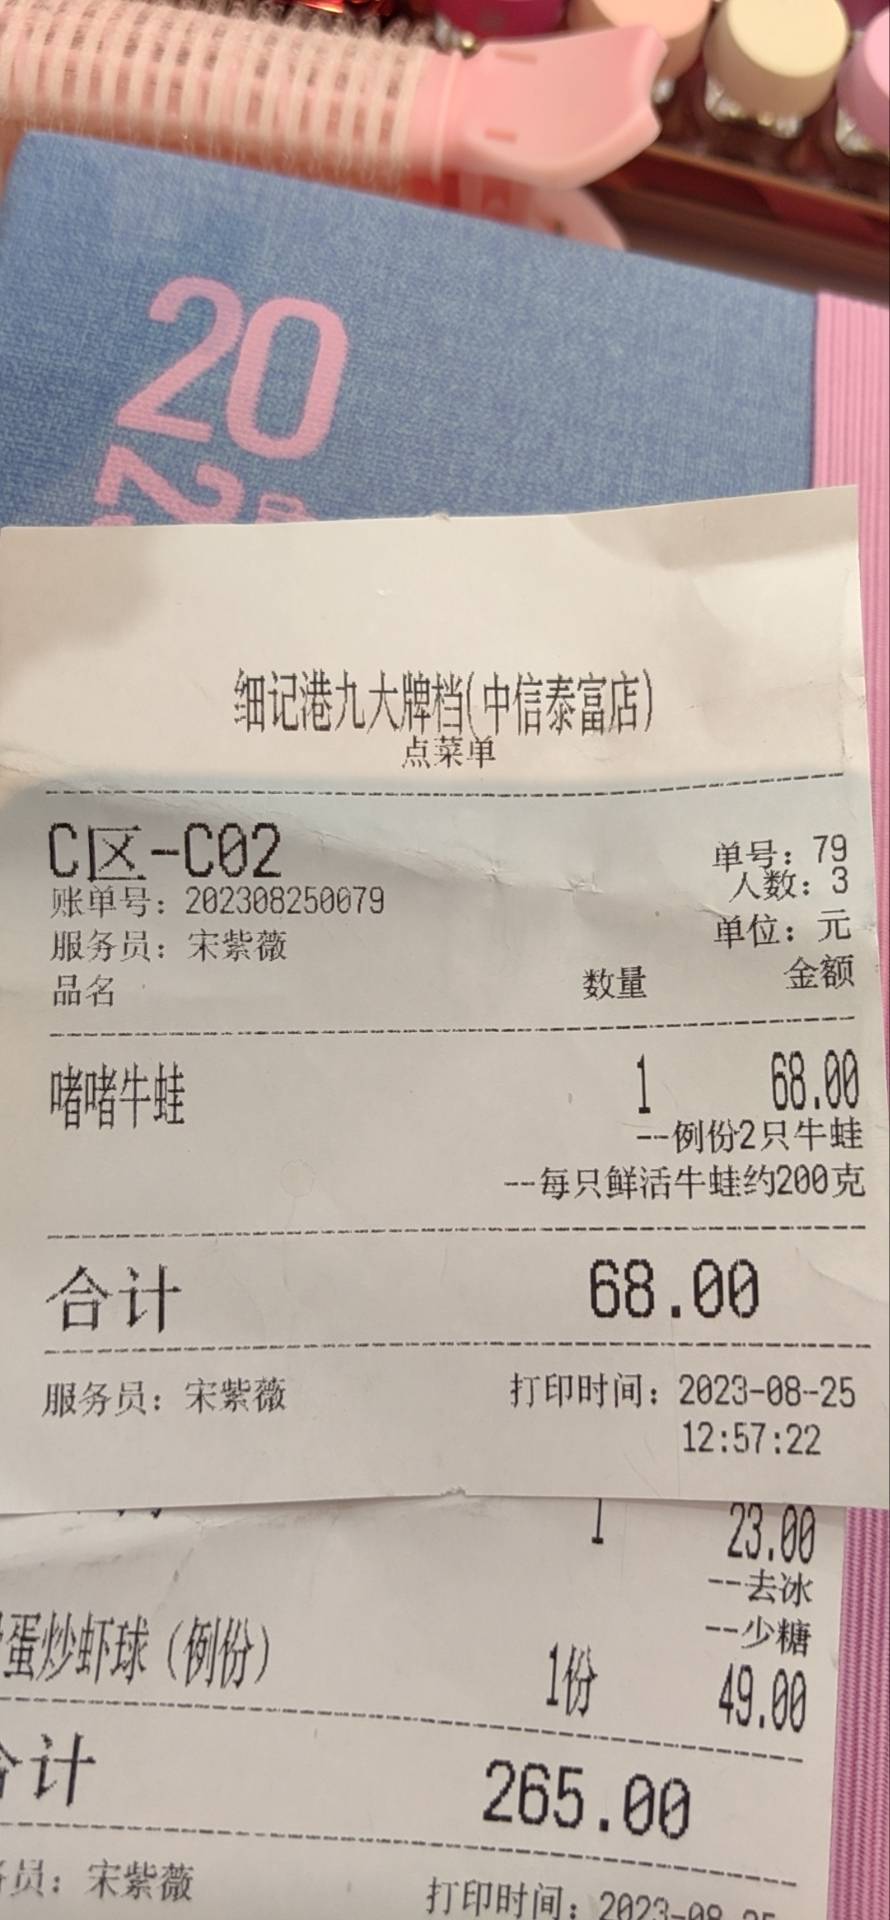 20
细记港九大牌档(中信泰富店)
点菜单
C区-C02
单号：79
账单号：202308250079
人数：3
服务员：宋紫薇
单位：元
品名 数量 金额
啫啫牛蛙 1 68.00
--例份2只牛蛙
--每只鲜活牛蛙约200克
合计 68.00
服务员：宋紫薇 打印时间：2023-08-25
12:57:22
1 23.00
--去冰
--少糖
蛋炒虾球(例份) 1份 49.00
合计 265.00
员：宋紫薇 打印时间：2023-08-25